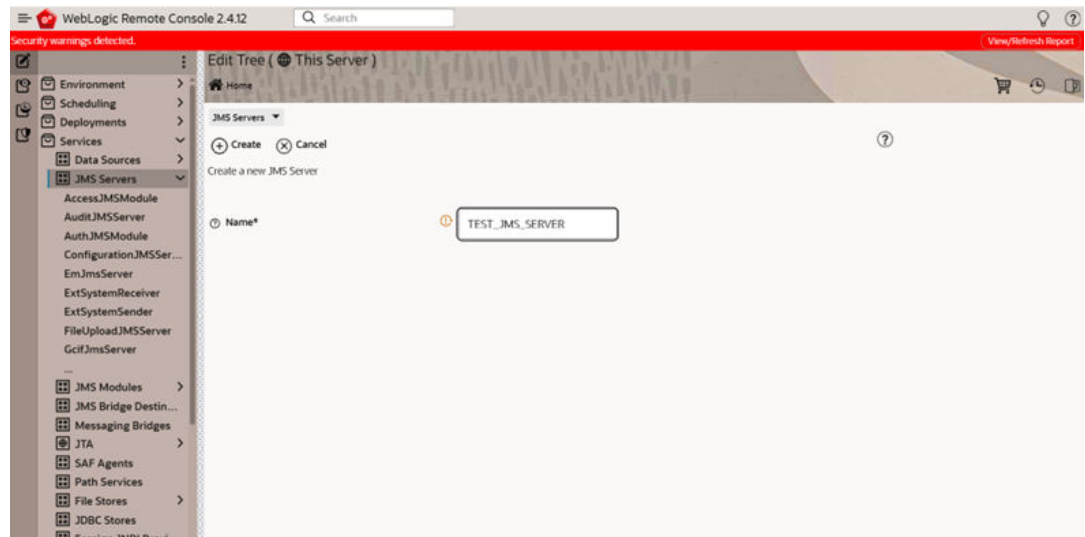 WebLogic Remote Console 2.4.12
Search
Security warnings detected.
View/Refresh Report
Edit Tree ( This Server )
Home
Environment
Scheduling
Deployments
Services
Data Sources
JMS Servers
AccessJMSModule
AuditJMSServer
AuthJMSModule
ConfigurationJMSSer...
EmJmsServer
ExtSystemReceiver
ExtSystemSender
FileUploadJMSServer
GcifJmsServer
...
JMS Modules
JMS Bridge Destin...
Messaging Bridges
JTA
SAF Agents
Path Services
File Stores
JDBC Stores
JMS Servers
Create Cancel
Create a new JMS Server
Name*
TEST_JMS_SERVER